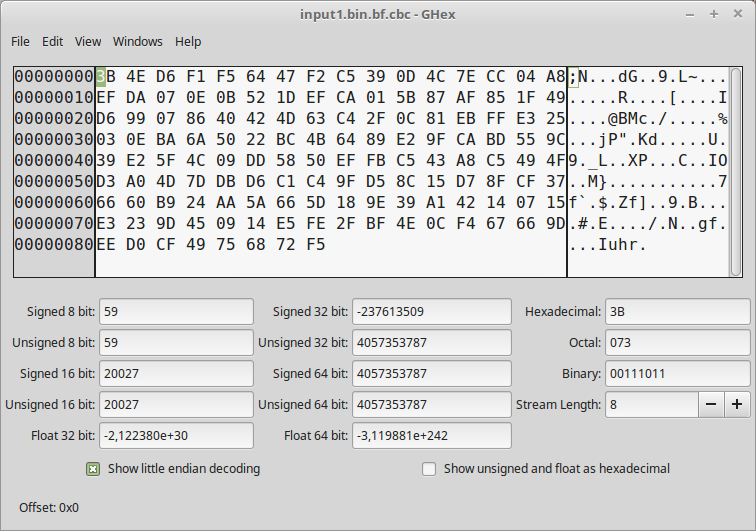 input1.bin.bf.cbc - GHex
File Edit View Windows Help
00000000 3B 4E D6 F1 F5 64 47 F2 C5 39 0D 4C 7E CC 04 A8 ;N...dG..9.L~...
00000010 EF DA 07 0E 0B 52 1D EF CA 01 5B 87 AF 85 1F 49 .....R....[....I
00000020 D6 99 07 86 40 42 4D 63 C4 2F 0C 81 EB FF E3 25 ....@BMc./.....%
00000030 03 0E BA 6A 50 22 BC 4B 64 89 E2 9F CA BD 55 9C ...jP".Kd.....U.
00000040 39 E2 5F 4C 09 DD 58 50 EF FB C5 43 A8 C5 49 4F 9._L..XP...C..IO
00000050 D3 A0 4D 7D DB D6 C1 C4 9F D5 8C 15 D7 8F CF 37 ..M}...........7
00000060 66 60 B9 24 AA 5A 66 5D 18 9E 39 A1 42 14 07 15 f`.$.Zf]..9.B...
00000070 E3 23 9D 45 09 14 E5 FE 2F BF 4E 0C F4 67 66 9D .#.E..../.N..gf.
00000080 EE D0 CF 49 75 68 72 F5 ...Iuhr.
Signed 8 bit: 59 Signed 32 bit: -237613509 Hexadecimal: 3B
Unsigned 8 bit: 59 Unsigned 32 bit: 4057353787 Octal: 073
Signed 16 bit: 20027 Signed 64 bit: 4057353787 Binary: 00111011
Unsigned 16 bit: 20027 Unsigned 64 bit: 4057353787 Stream Length: 8
Float 32 bit: -2,122380e+30 Float 64 bit: -3,119881e+242
Show little endian decoding Show unsigned and float as hexadecimal
Offset: 0x0